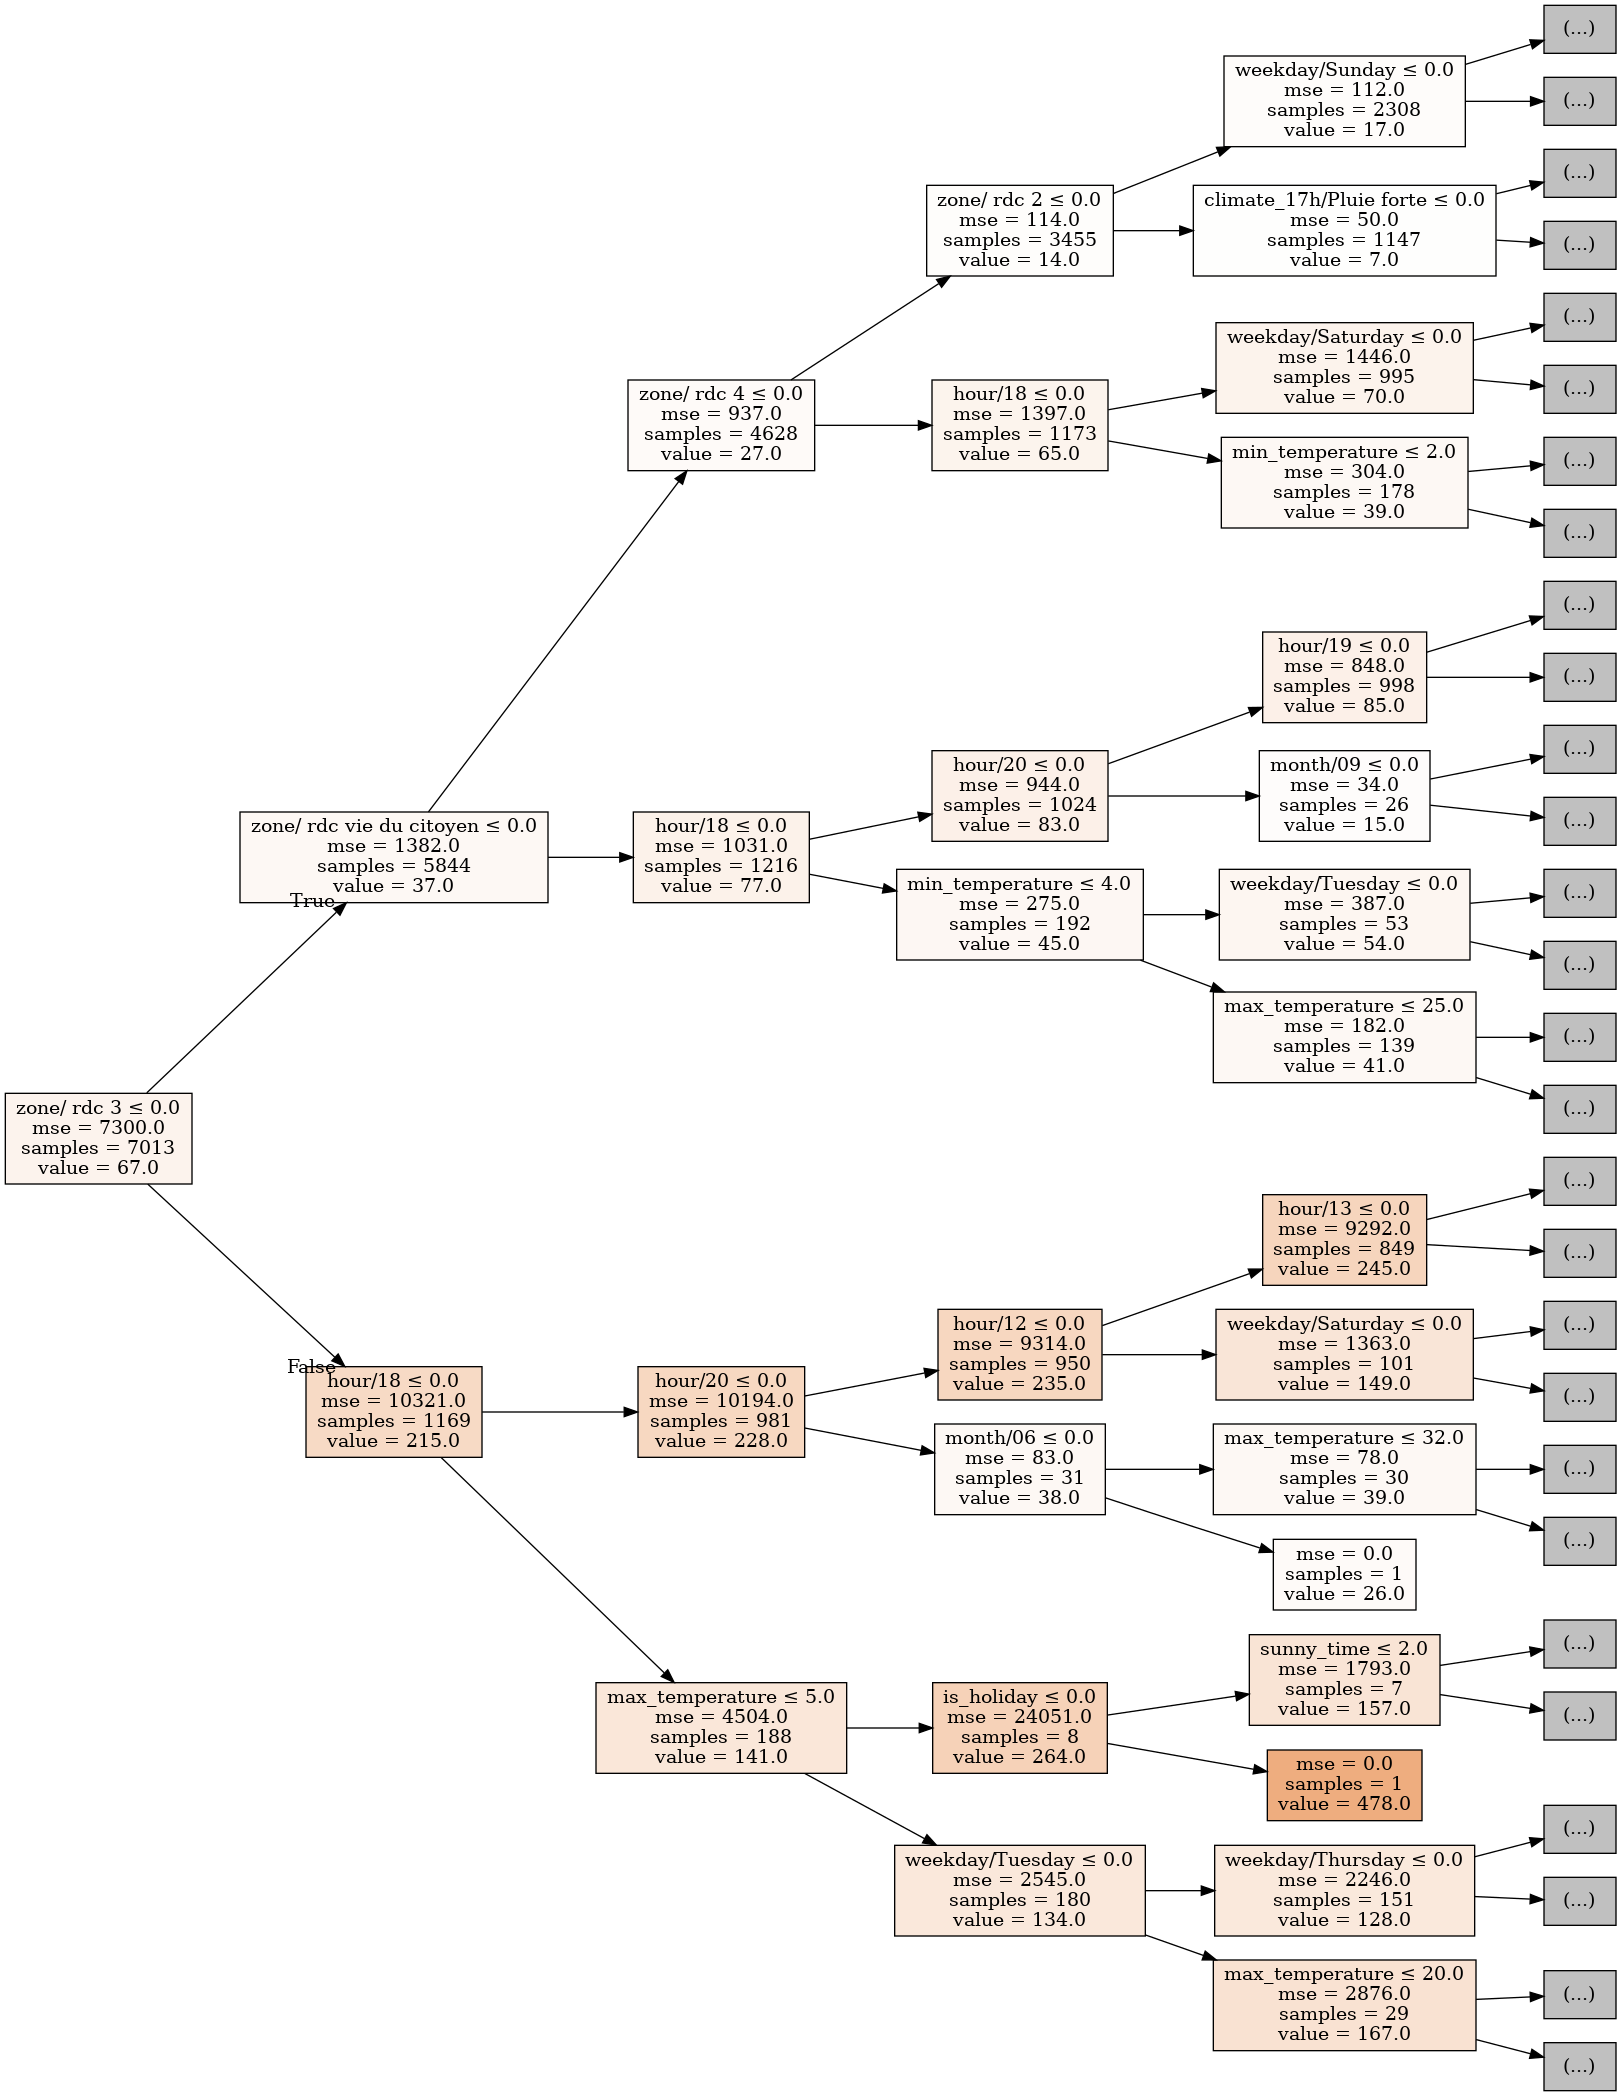 (...)
weekday/Sunday ≤ 0.0
mse = 112.0
samples = 2308
value = 17.0
(...)
zone/ rdc 2 ≤ 0.0
mse = 114.0
samples = 3455
value = 14.0
(...)
climate_17h/Pluie forte ≤ 0.0
mse = 50.0
samples = 1147
value = 7.0
(...)
(...)
weekday/Saturday ≤ 0.0
mse = 1446.0
samples = 995
value = 70.0
(...)
zone/ rdc 4 ≤ 0.0
mse = 937.0
samples = 4628
value = 27.0
hour/18 ≤ 0.0
mse = 1397.0
samples = 1173
value = 65.0
(...)
min_temperature ≤ 2.0
mse = 304.0
samples = 178
value = 39.0
(...)
(...)
hour/19 ≤ 0.0
mse = 848.0
samples = 998
value = 85.0
(...)
(...)
hour/20 ≤ 0.0
mse = 944.0
samples = 1024
value = 83.0
month/09 ≤ 0.0
mse = 34.0
samples = 26
value = 15.0
(...)
zone/ rdc vie du citoyen ≤ 0.0
mse = 1382.0
samples = 5844
value = 37.0
True
hour/18 ≤ 0.0
mse = 1031.0
samples = 1216
value = 77.0
min_temperature ≤ 4.0
mse = 275.0
samples = 192
value = 45.0
weekday/Tuesday ≤ 0.0
mse = 387.0
samples = 53
value = 54.0
(...)
(...)
max_temperature ≤ 25.0
mse = 182.0
samples = 139
value = 41.0
(...)
(...)
zone/ rdc 3 ≤ 0.0
mse = 7300.0
samples = 7013
value = 67.0
(...)
hour/13 ≤ 0.0
mse = 9292.0
samples = 849
value = 245.0
(...)
hour/12 ≤ 0.0
mse = 9314.0
samples = 950
value = 235.0
weekday/Saturday ≤ 0.0
mse = 1363.0
samples = 101
value = 149.0
(...)
(...)
False
hour/18 ≤ 0.0
mse = 10321.0
samples = 1169
value = 215.0
hour/20 ≤ 0.0
mse = 10194.0
samples = 981
value = 228.0
month/06 ≤ 0.0
mse = 83.0
samples = 31
value = 38.0
max_temperature ≤ 32.0
mse = 78.0
samples = 30
value = 39.0
(...)
(...)
mse = 0.0
samples = 1
value = 26.0
(...)
sunny_time ≤ 2.0
mse = 1793.0
samples = 7
value = 157.0
(...)
max_temperature ≤ 5.0
mse = 4504.0
samples = 188
value = 141.0
is_holiday ≤ 0.0
mse = 24051.0
samples = 8
value = 264.0
mse = 0.0
samples = 1
value = 478.0
(...)
weekday/Tuesday ≤ 0.0
mse = 2545.0
samples = 180
value = 134.0
weekday/Thursday ≤ 0.0
mse = 2246.0
samples = 151
value = 128.0
(...)
max_temperature ≤ 20.0
mse = 2876.0
samples = 29
value = 167.0
(...)
(...)